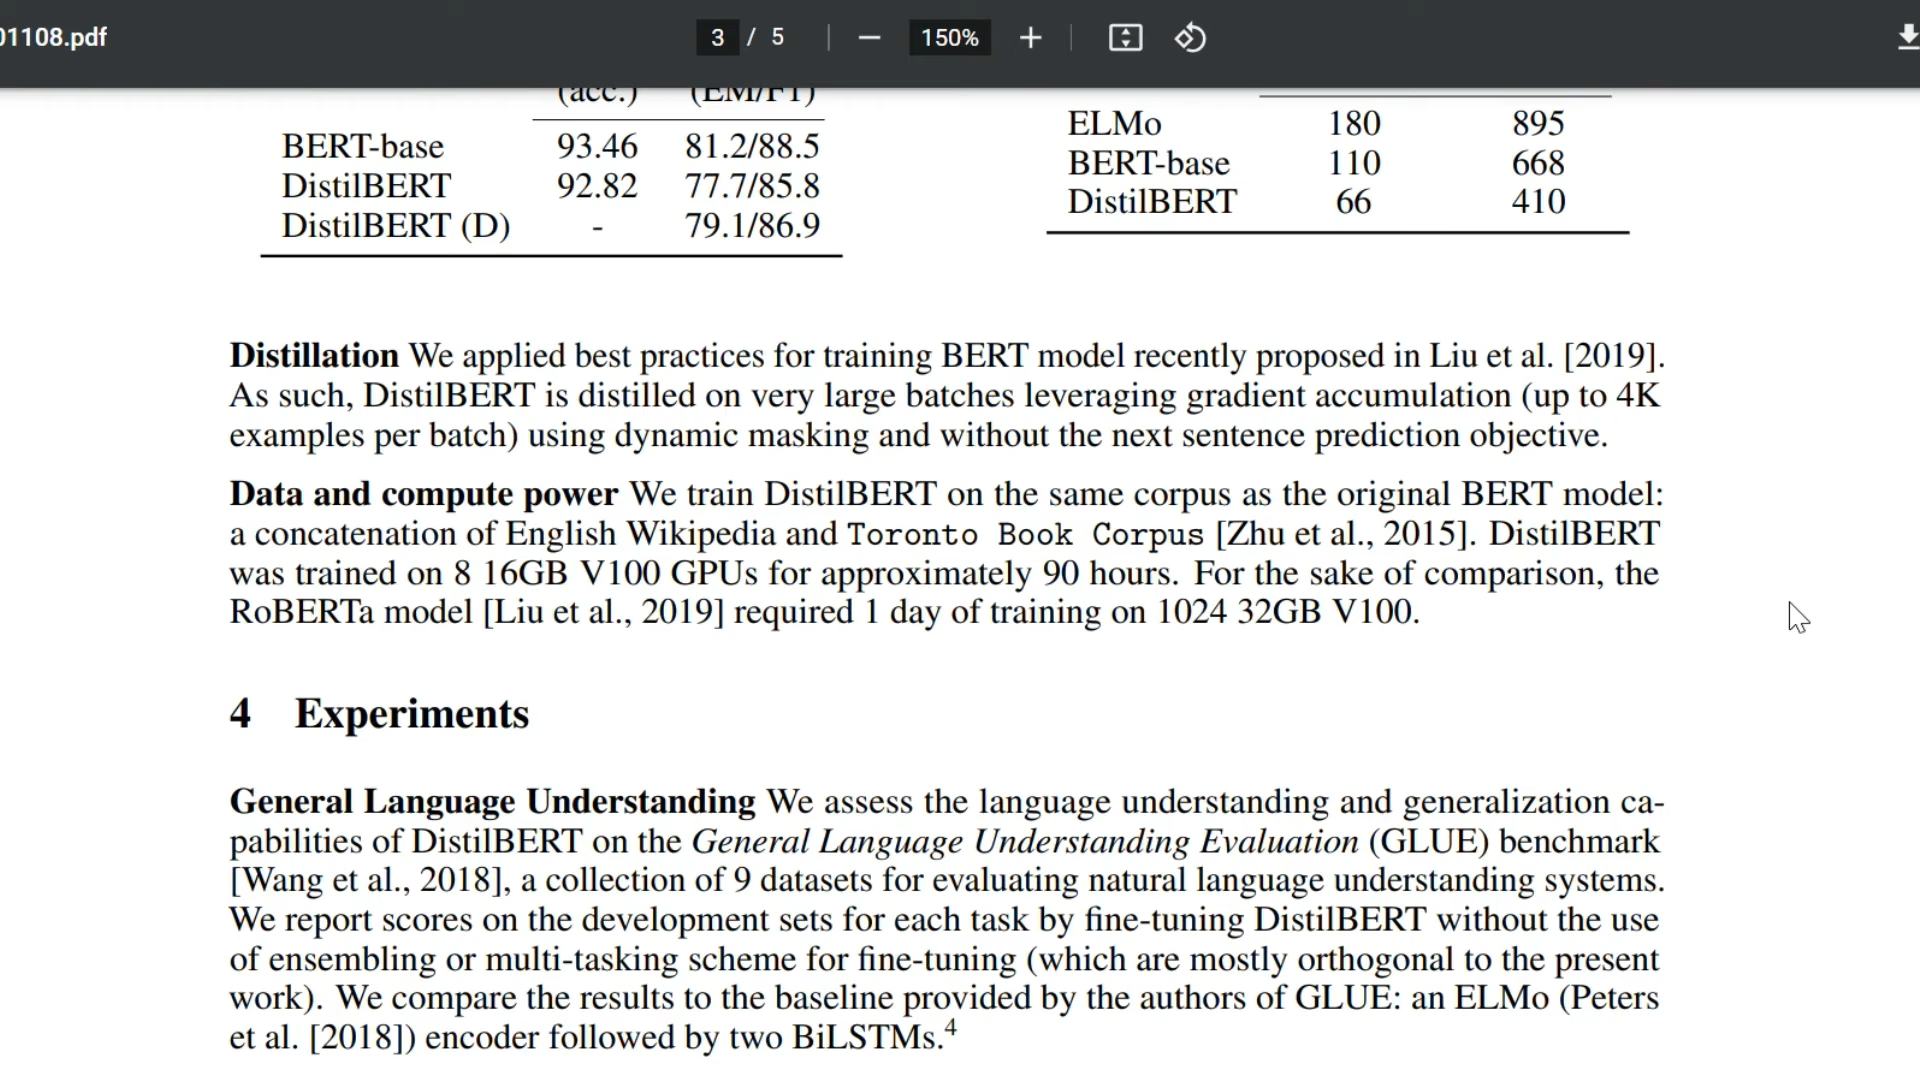 01108.pdf
3 / 5
150%
(acc.) (EM/F1)
BERT-base 93.46 81.2/88.5
DistilBERT 92.82 77.7/85.8
DistilBERT (D) - 79.1/86.9
ELMo 180 895
BERT-base 110 668
DistilBERT 66 410
Distillation We applied best practices for training BERT model recently proposed in Liu et al. [2019].
As such, DistilBERT is distilled on very large batches leveraging gradient accumulation (up to 4K
examples per batch) using dynamic masking and without the next sentence prediction objective.
Data and compute power We train DistilBERT on the same corpus as the original BERT model:
a concatenation of English Wikipedia and Toronto Book Corpus [Zhu et al., 2015]. DistilBERT
was trained on 8 16GB V100 GPUs for approximately 90 hours. For the sake of comparison, the
RoBERTa model [Liu et al., 2019] required 1 day of training on 1024 32GB V100.
4 Experiments
General Language Understanding We assess the language understanding and generalization ca-
pabilities of DistilBERT on the General Language Understanding Evaluation (GLUE) benchmark
[Wang et al., 2018], a collection of 9 datasets for evaluating natural language understanding systems.
We report scores on the development sets for each task by fine-tuning DistilBERT without the use
of ensembling or multi-tasking scheme for fine-tuning (which are mostly orthogonal to the present
work). We compare the results to the baseline provided by the authors of GLUE: an ELMo (Peters
et al. [2018]) encoder followed by two BiLSTMs.4